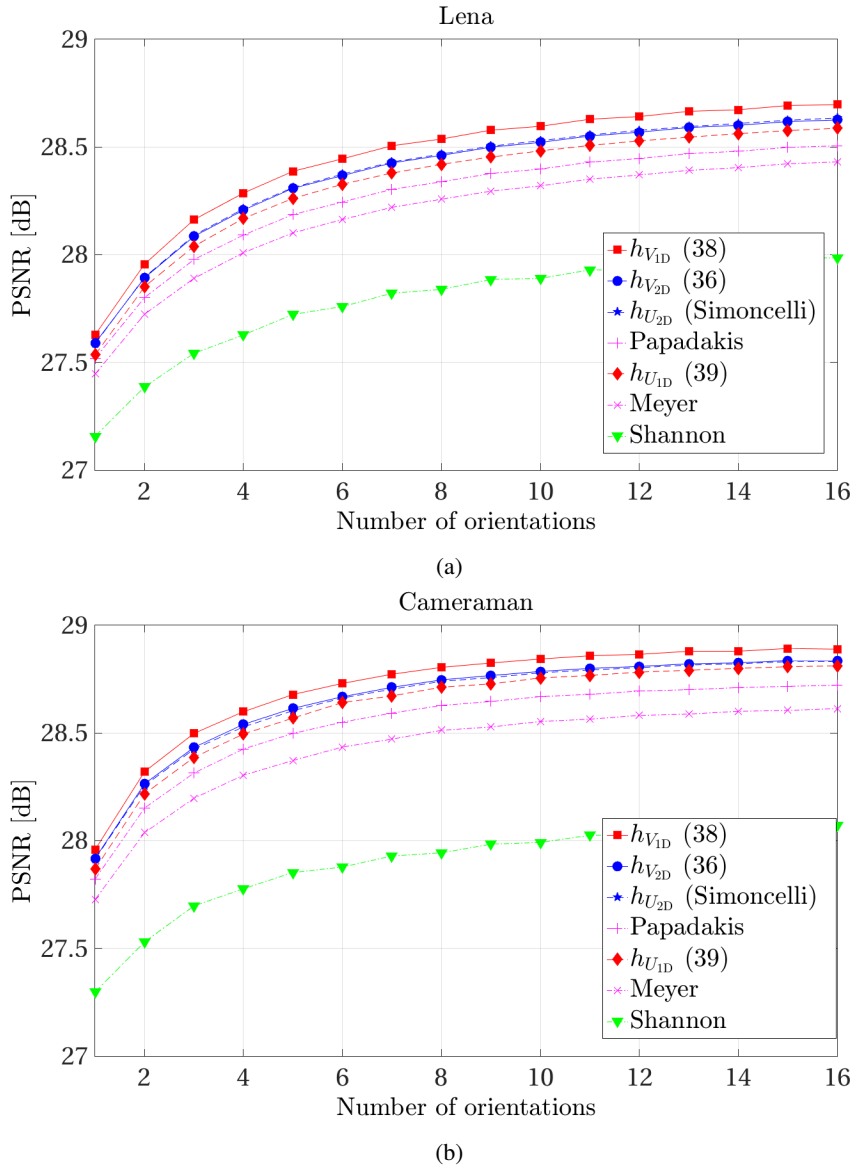 Lena
29
28.5
28
27.5
27
PSNR [dB]
2 4 6 8 10 12 14 16
Number of orientations
h_{V_{1D}} (38)
h_{V_{2D}} (36)
h_{U_{2D}} (Simoncelli)
Papadakis
h_{U_{1D}} (39)
Meyer
Shannon
(a)
Cameraman
29
28.5
28
27.5
27
PSNR [dB]
2 4 6 8 10 12 14 16
Number of orientations
h_{V_{1D}} (38)
h_{V_{2D}} (36)
h_{U_{2D}} (Simoncelli)
Papadakis
h_{U_{1D}} (39)
Meyer
Shannon
(b)